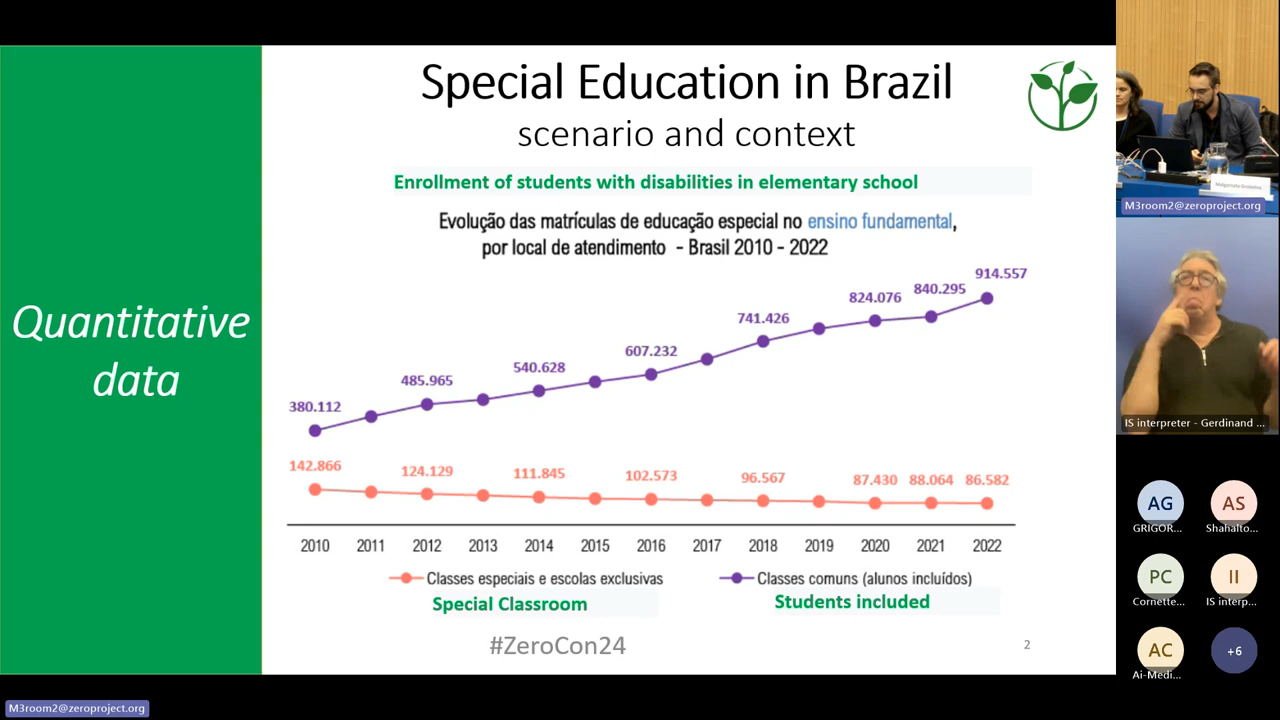 Special Education in Brazil
scenario and context
Enrollment of students with disabilities in elementary school
Evolução das matrículas de educação especial no ensino fundamental,
por local de atendimento - Brasil 2010 - 2022
Quantitative
data
380.112
485.965
540.628
607.232
741.426
824.076
840.295
914.557
142.866
124.129
111.845
102.573
96.567
87.430
88.064
86.582
2010 2011 2012 2013 2014 2015 2016 2017 2018 2019 2020 2021 2022
Classes especiais e escolas exclusivas
Classes comuns (alunos incluídos)
Special Classroom
Students included
#ZeroCon24
2
M3room2@zeroproject.org
M3room2@zeroproject.org
IS interpreter - Gerdinand ...
AG
GRIGOR...
AS
Shahalto...
PC
Cornette...
II
IS interp...
AC
Ai-Medi...
+6